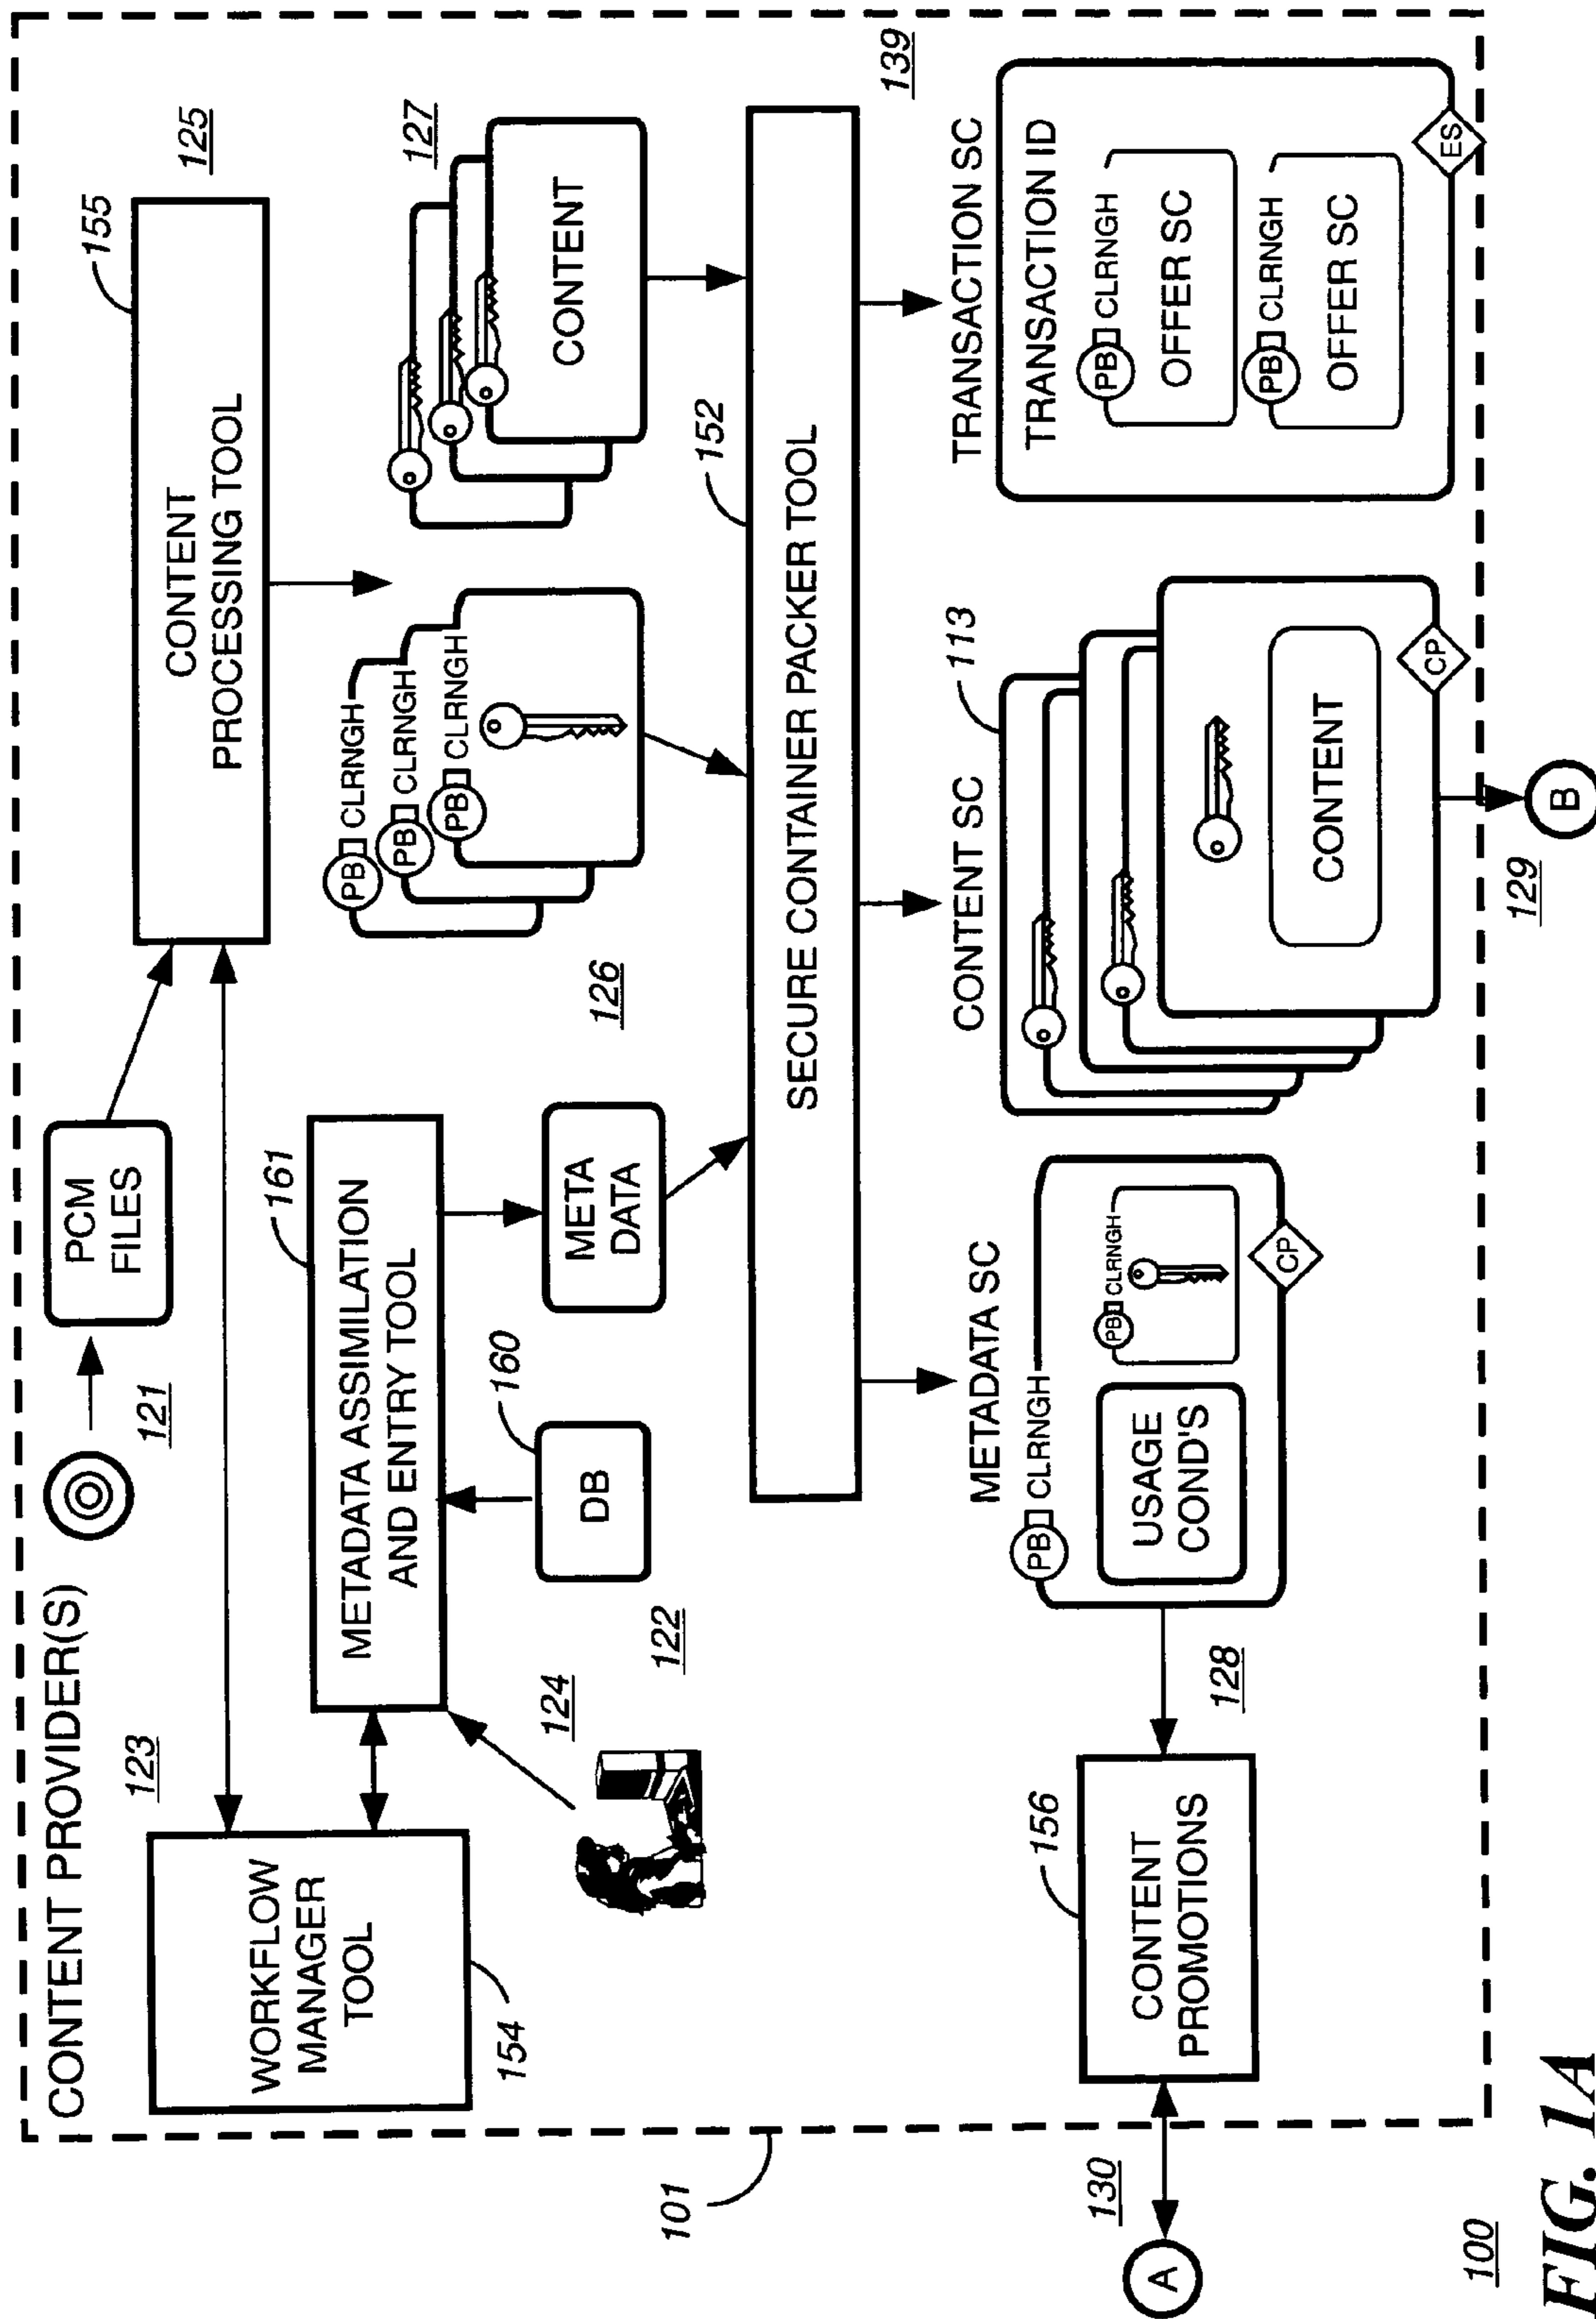 CONTENT PROVIDER(S)
121
PCM
FILES
155
125
CONTENT
PROCESSING TOOL
123
WORKFLOW
MANAGER
TOOL
154
161
METADATA ASSIMILATION
AND ENTRY TOOL
124
160
DB
122
META
DATA
126
PB CLRNGH
PB CLRNGH
PB CLRNGH
127
CONTENT
152
SECURE CONTAINER PACKER TOOL
139
METADATA SC
PB CLRNGH
USAGE
COND'S
PB CLRNGH
CP
128
156
CONTENT
PROMOTIONS
CONTENT SC
113
CONTENT
CP
TRANSACTION SC
TRANSACTION ID
PB CLRNGH
OFFER SC
PB CLRNGH
OFFER SC
ES
101
130
A
129
B
100
FIG. 1A